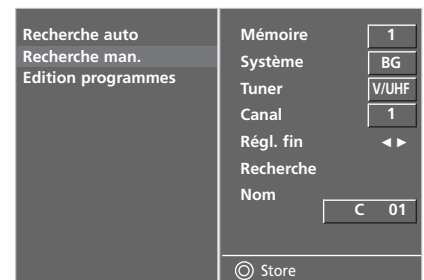 Recherche auto
Recherche man.
Edition programmes
Mémoire 1
Système BG
Tuner V/UHF
Canal 1
Régl. fin ◄ ►
Recherche
Nom
C 01
Store